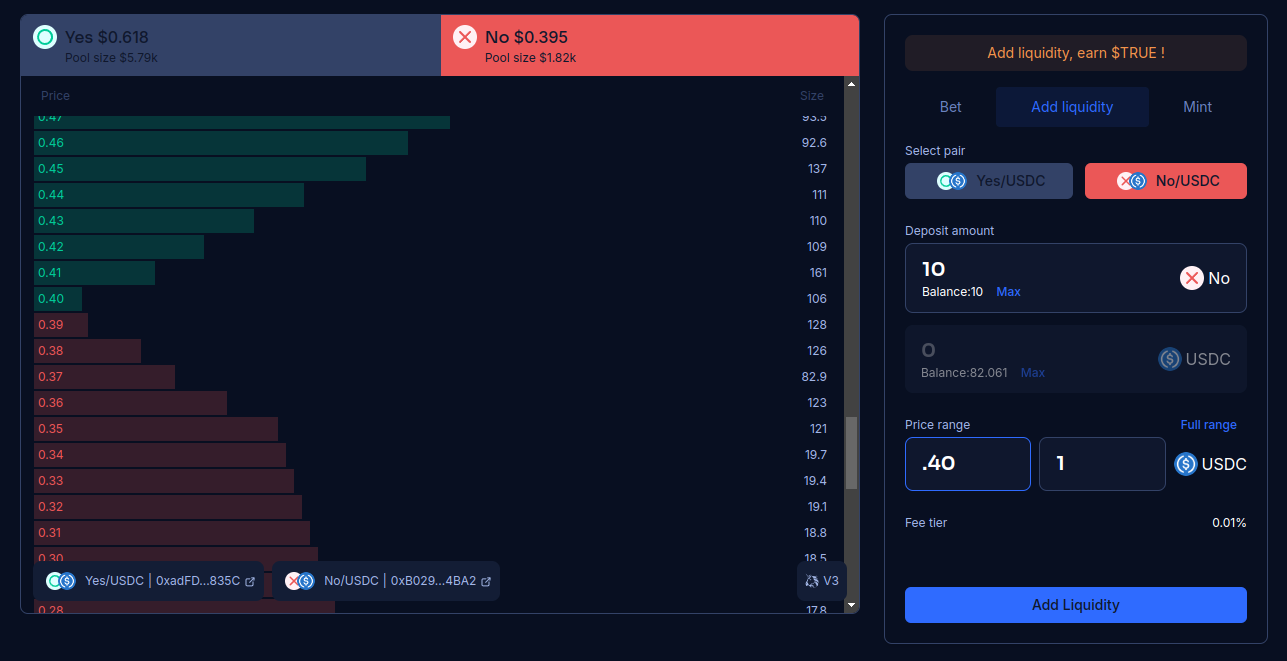 Yes $0.618
Pool size $5.79k
No $0.395
Pool size $1.82k
Price Size
0.47 93.5
0.46 92.6
0.45 137
0.44 111
0.43 110
0.42 109
0.41 161
0.40 106
0.39 128
0.38 126
0.37 82.9
0.36 123
0.35 121
0.34 19.7
0.33 19.4
0.32 19.1
0.31 18.8
0.30 18.5
Yes/USDC | 0xadFD...835C
No/USDC | 0xB029...4BA2
V3
0.28 17.8
Add liquidity, earn $TRUE !
Bet Add liquidity Mint
Select pair
Yes/USDC No/USDC
Deposit amount
10
No
Balance:10 Max
0
USDC
Balance:82.061 Max
Price range Full range
.40 1 USDC
Fee tier 0.01%
Add Liquidity